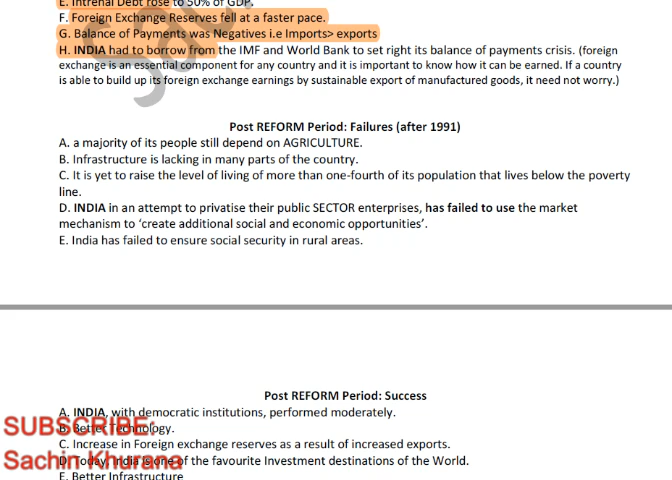 E. Intrenal Debt rose to 50% of GDP.
F. Foreign Exchange Reserves fell at a faster pace.
G. Balance of Payments was Negatives i.e Imports> exports
H. INDIA had to borrow from the IMF and World Bank to set right its balance of payments crisis. (foreign
exchange is an essential component for any country and it is important to know how it can be earned. If a country
is able to build up its foreign exchange earnings by sustainable export of manufactured goods, it need not worry.)
Post REFORM Period: Failures (after 1991)
A. a majority of its people still depend on AGRICULTURE.
B. Infrastructure is lacking in many parts of the country.
C. It is yet to raise the level of living of more than one-fourth of its population that lives below the poverty
line.
D. INDIA in an attempt to privatise their public SECTOR enterprises, has failed to use the market
mechanism to ‘create additional social and economic opportunities’.
E. India has failed to ensure social security in rural areas.
Post REFORM Period: Success
A. INDIA, with democratic institutions, performed moderately.
B. Better Technology.
C. Increase in Foreign exchange reserves as a result of increased exports.
D. Today, India is one of the favourite Investment destinations of the World.
E. Better Infrastructure
SUBSCRIBE:
Sachin Khurana